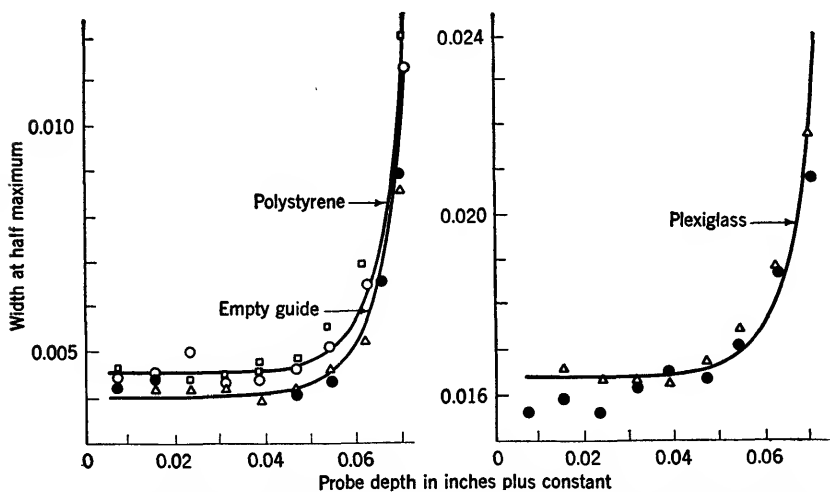 Width at half maximum
0.010
0.005
Polystyrene
Empty guide
0 0.02 0.04 0.06
0.024
0.020
0.016
Plexiglass
0 0.02 0.04 0.06
Probe depth in inches plus constant